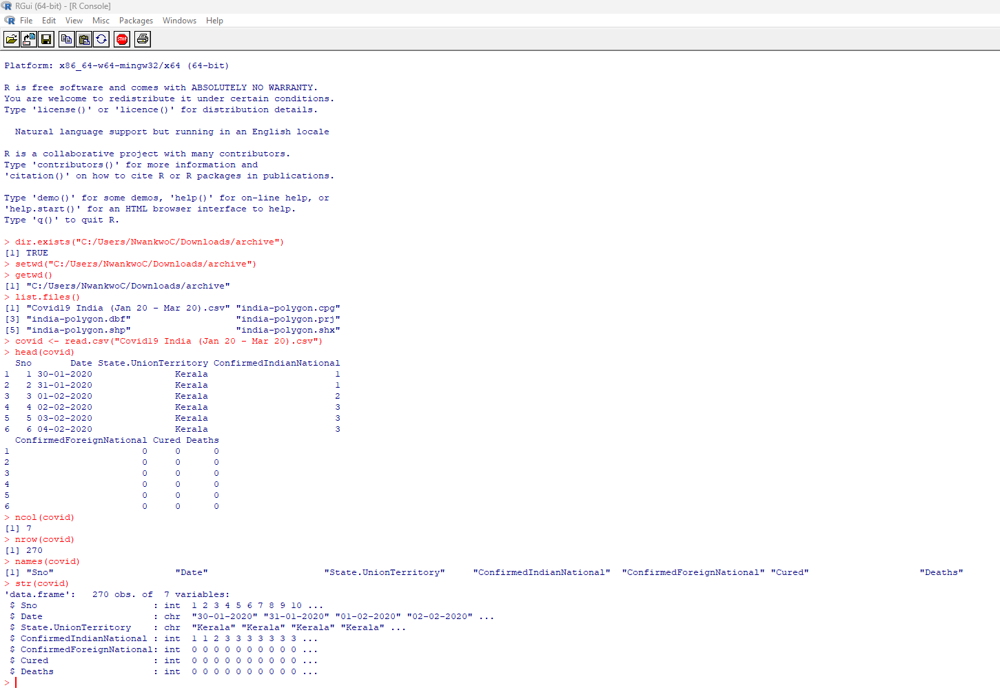 RGui (64-bit) - [R Console]
File Edit View Misc Packages Windows Help
STOP
Platform: x86_64-w64-mingw32/x64 (64-bit)
R is free software and comes with ABSOLUTELY NO WARRANTY.
You are welcome to redistribute it under certain conditions.
Type 'license()' or 'licence()' for distribution details.
  Natural language support but running in an English locale
R is a collaborative project with many contributors.
Type 'contributors()' for more information and
'citation()' on how to cite R or R packages in publications.
Type 'demo()' for some demos, 'help()' for on-line help, or
'help.start()' for an HTML browser interface to help.
Type 'q()' to quit R.
> dir.exists("C:/Users/NwankwoC/Downloads/archive")
[1] TRUE
> setwd("C:/Users/NwankwoC/Downloads/archive")
> getwd()
[1] "C:/Users/NwankwoC/Downloads/archive"
> list.files()
[1] "Covid19 India (Jan 20 - Mar 20).csv" "india-polygon.cpg"
[3] "india-polygon.dbf"                   "india-polygon.prj"
[5] "india-polygon.shp"                   "india-polygon.shx"
> covid <- read.csv("Covid19 India (Jan 20 - Mar 20).csv")
> head(covid)
  Sno       Date State.UnionTerritory ConfirmedIndianNational
1   1 30-01-2020               Kerala                       1
2   2 31-01-2020               Kerala                       1
3   3 01-02-2020               Kerala                       2
4   4 02-02-2020               Kerala                       3
5   5 03-02-2020               Kerala                       3
6   6 04-02-2020               Kerala                       3
  ConfirmedForeignNational Cured Deaths
1                        0     0      0
2                        0     0      0
3                        0     0      0
4                        0     0      0
5                        0     0      0
6                        0     0      0
> ncol(covid)
[1] 7
> nrow(covid)
[1] 270
> names(covid)
[1] "Sno"                      "Date"                     "State.UnionTerritory"     "ConfirmedIndianNational"  "ConfirmedForeignNational" "Cured"                    "Deaths"
> str(covid)
'data.frame':   270 obs. of  7 variables:
 $ Sno                     : int  1 2 3 4 5 6 7 8 9 10 ...
 $ Date                    : chr  "30-01-2020" "31-01-2020" "01-02-2020" "02-02-2020" ...
 $ State.UnionTerritory    : chr  "Kerala" "Kerala" "Kerala" "Kerala" ...
 $ ConfirmedIndianNational : int  1 1 2 3 3 3 3 3 3 3 ...
 $ ConfirmedForeignNational: int  0 0 0 0 0 0 0 0 0 0 ...
 $ Cured                   : int  0 0 0 0 0 0 0 0 0 0 ...
 $ Deaths                  : int  0 0 0 0 0 0 0 0 0 0 ...
>